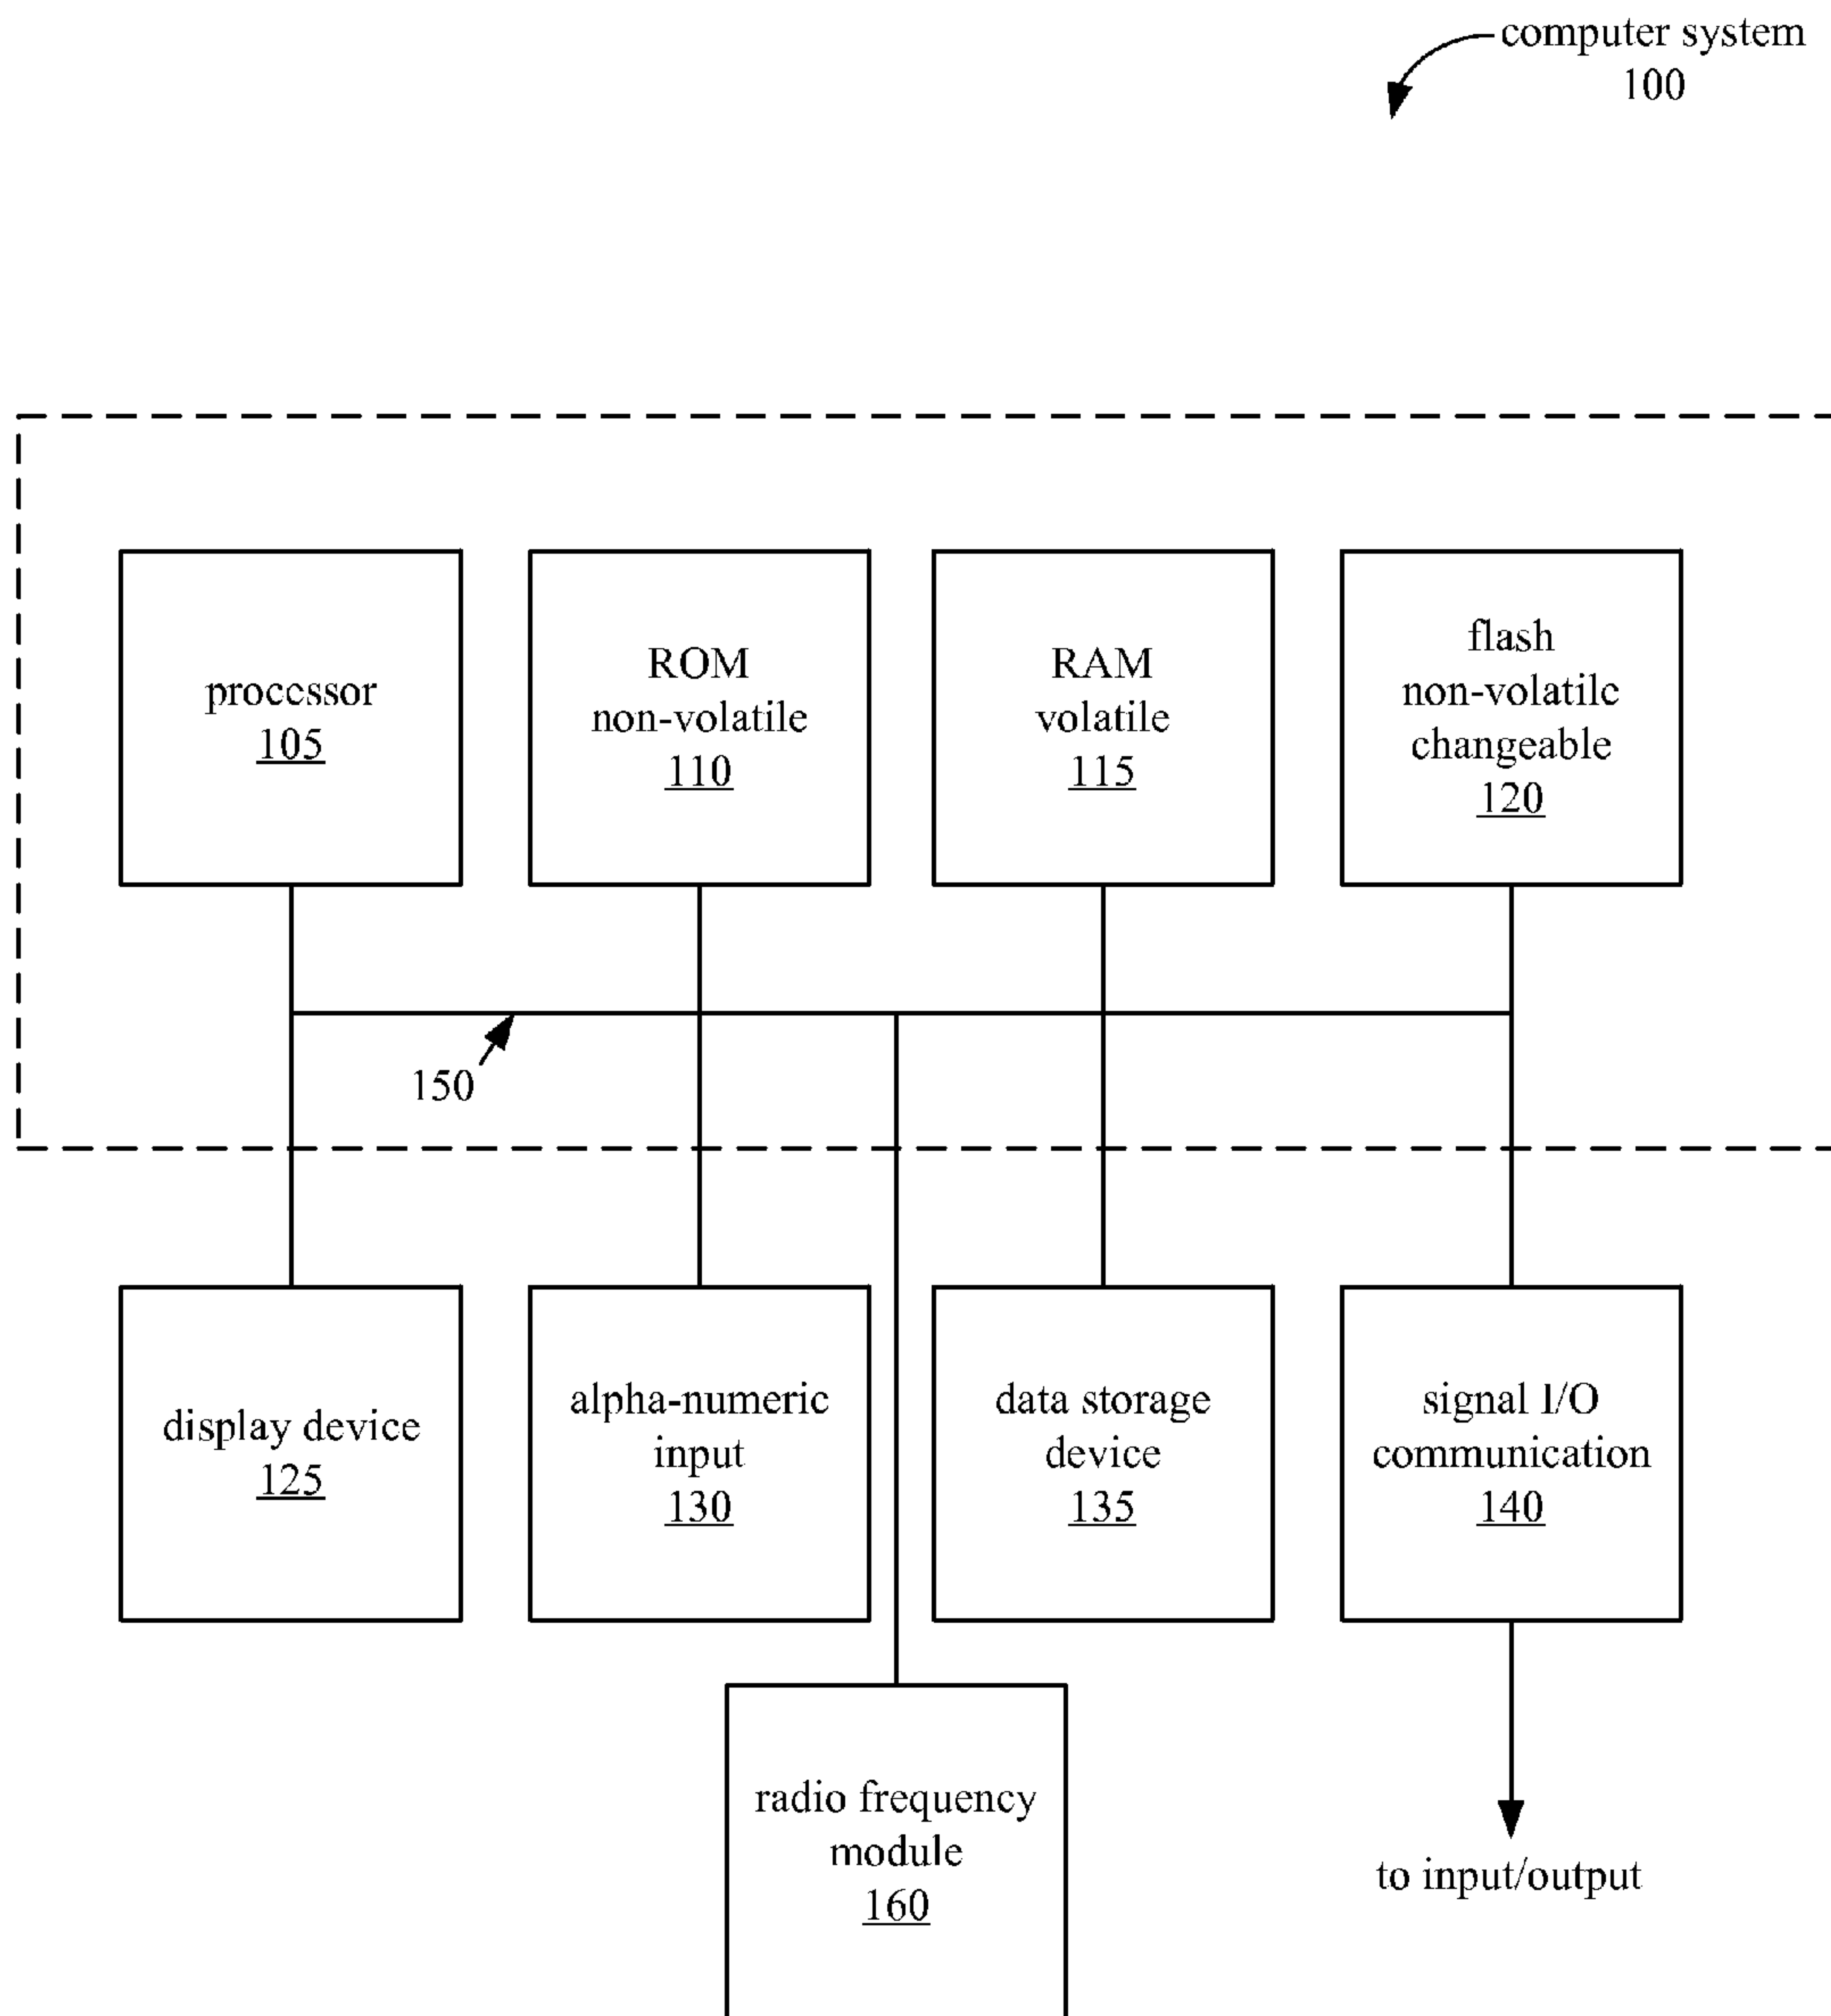 computer system
100
processor
105
ROM
non-volatile
110
RAM
volatile
115
flash
non-volatile
changeable
120
150
display device
125
alpha-numeric
input
130
data storage
device
135
signal I/O
communication
140
radio frequency
module
160
to input/output